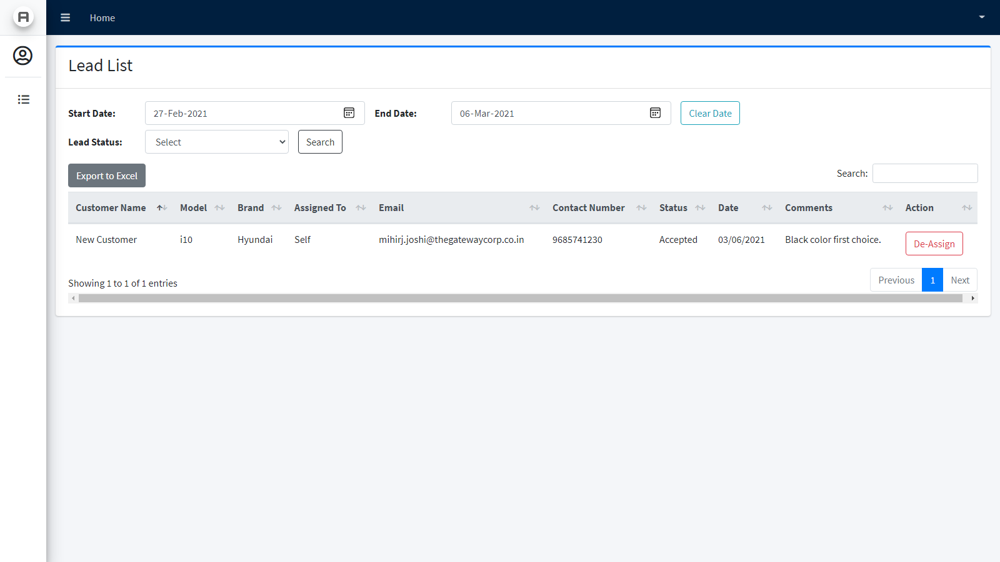 A
Home
Lead List
Start Date: 27-Feb-2021 End Date: 06-Mar-2021 Clear Date
Lead Status: Select Search
Export to Excel Search:
Customer Name Model Brand Assigned To Email Contact Number Status Date Comments Action
New Customer i10 Hyundai Self mihirj.joshi@thegatewaycorp.co.in 9685741230 Accepted 03/06/2021 Black color first choice. De-Assign
Showing 1 to 1 of 1 entries Previous 1 Next